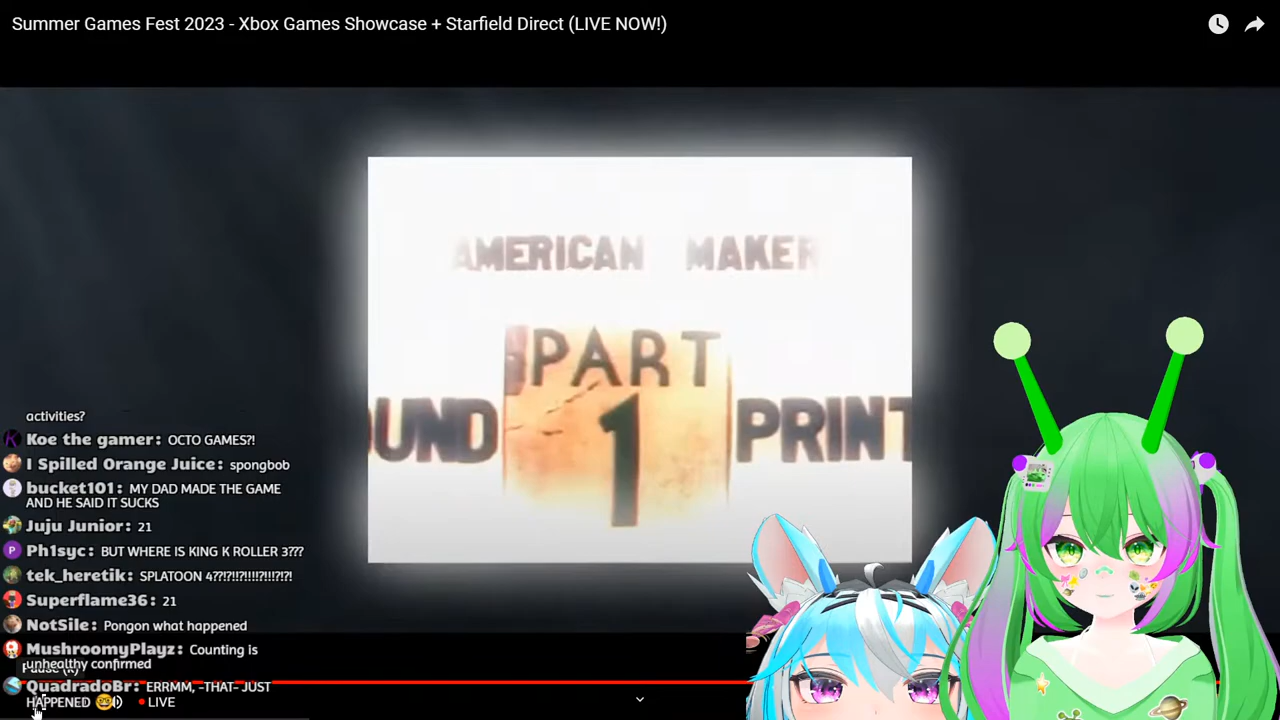 Summer Games Fest 2023 - Xbox Games Showcase + Starfield Direct (LIVE NOW!)
AMERICAN MAKER
PART
1
OUND
PRINT
activities?
Koe the gamer: OCTO GAMES?!
I Spilled Orange Juice: spongbob
bucket101: MY DAD MADE THE GAME
AND HE SAID IT SUCKS
Juju Junior: 21
Ph1syc: BUT WHERE IS KING K ROLLER 3???
tek_heretik: SPLATOON 4??!?!!?!!!!?!!!?!?!
Superflame36: 21
NotSile: Pongon what happened
MushroomyPlayz: Counting is
unhealthy confirmed
Pause (k)
QuadradoBr: ERRMM, -THAT- JUST
HAPPENED 🤓
LIVE